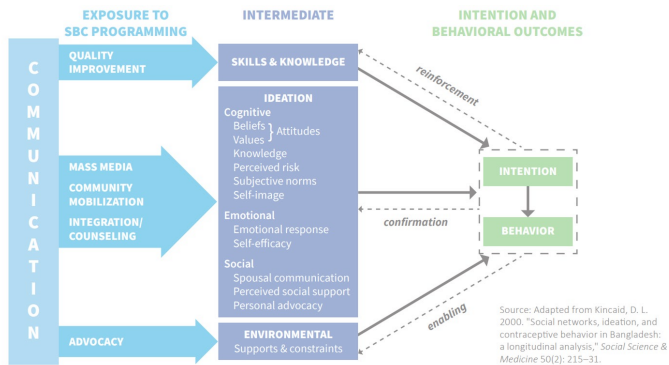 EXPOSURE TO
SBC PROGRAMMING
INTERMEDIATE
INTENTION AND
BEHAVIORAL OUTCOMES
COMMUNICATION
QUALITY
IMPROVEMENT
SKILLS & KNOWLEDGE
reinforcement
IDEATION
Cognitive
Beliefs
Values
} Attitudes
Knowledge
Perceived risk
Subjective norms
Self-image
MASS MEDIA
COMMUNITY
MOBILIZATION
INTEGRATION/
COUNSELING
INTENTION
confirmation
BEHAVIOR
Emotional
Emotional response
Self-efficacy
Social
Spousal communication
Perceived social support
Personal advocacy
enabling
ADVOCACY
ENVIRONMENTAL
Supports & constraints
Source: Adapted from Kincaid, D. L.
2000. "Social networks, ideation, and
contraceptive behavior in Bangladesh:
a longitudinal analysis," Social Science &
Medicine 50(2): 215–31.